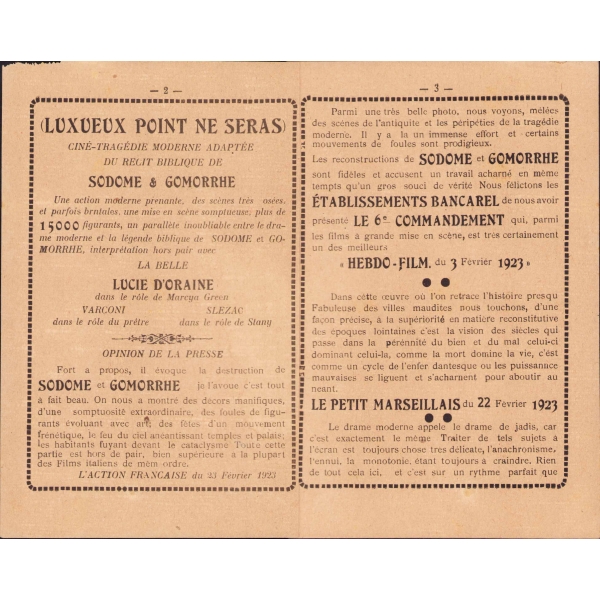 — 2 —
(LUXUEUX POINT NE SERAS)
CINÉ-TRAGÉDIE MODERNE ADAPTÉE
DU RÉCIT BIBLIQUE DE
SODOME & GOMORRHE
Une action moderne prenante, des scènes très osées,
et parfois brutales, une mise en scène somptueuse, plus de
15000 figurants, un parallèle inoubliable entre le dra-
me moderne et la légende biblique de SODOME et GO-
MORRHE, interprétation hors pair avec
LA BELLE
LUCIE D'ORAINE
dans le rôle de Marcya Green
VARCONI SLEZAC
dans le rôle du prêtre dans le rôle de Stany
OPINION DE LA PRESSE
Fort a propos, il évoque la destruction de
SODOME et GOMORRHE je l'avoue c'est tout
a fait beau. On nous a montré des décors manifiques,
d'une somptuosité extraordinaire, des foules de figu-
rants évoluant avec art; des fêtes d'un mouvement
frénétique, le feu du ciel anéantissant temples et palais;
les habitants fuyant devant le cataclysme Toute cette
partie est hors de pair, bien supérieure à la plupart
des Films italiens de mêm ordre.
L'ACTION FRANCAISE du 23 Février 1923
— 3 —
Parmi une très belle photo, nous voyons, mélées
des scènes de l'antiquite et les péripéties de la tragédie
moderne. Il y a la un immense effort et certains
mouvements de foules sont prodigieux.
Les reconstructions de SODOME et GOMORRHE
sont fidèles et accusent un travail acharné en même
temps qu'un gros souci de vérité Nous félictons les
ÉTABLISSEMENTS BANCAREL de nous avoir
présenté LE 6e COMMANDEMENT qui, parmi
les films à grande mise en scène, est très certainement
un des meilleurs
"HEBDO-FILM. du 3 Février 1923 "
Dans cette œuvre où l'on retrace l'histoire presqu
Fabuleuse des villes maudites nous touchons, d'une
façon précise, à la supériorité en matière reconstitutive
des époques lointaines c'est la vision des siècles qui
passe dans la pérénnité du bien et du mal celui-ci
dominant celui-la, comme la mort domine la vie, c'est
comme un cycle de l'enfer dantesque ou les puissannce
mauvaises se liguent et s'acharnent pour aboutir au
neant.
LE PETIT MARSEILLAIS du 22 Février 1923
Le drame moderne appele le drame de jadis, car
c'est exactement le même Traiter de tels sujets à
l'écran est toujours chose tres délicate, l'anachronisme.
l'ennui, la monotonie, étant toujours a craindre. Rien
de tout cela ici, et c'est sur un rythme parfait que